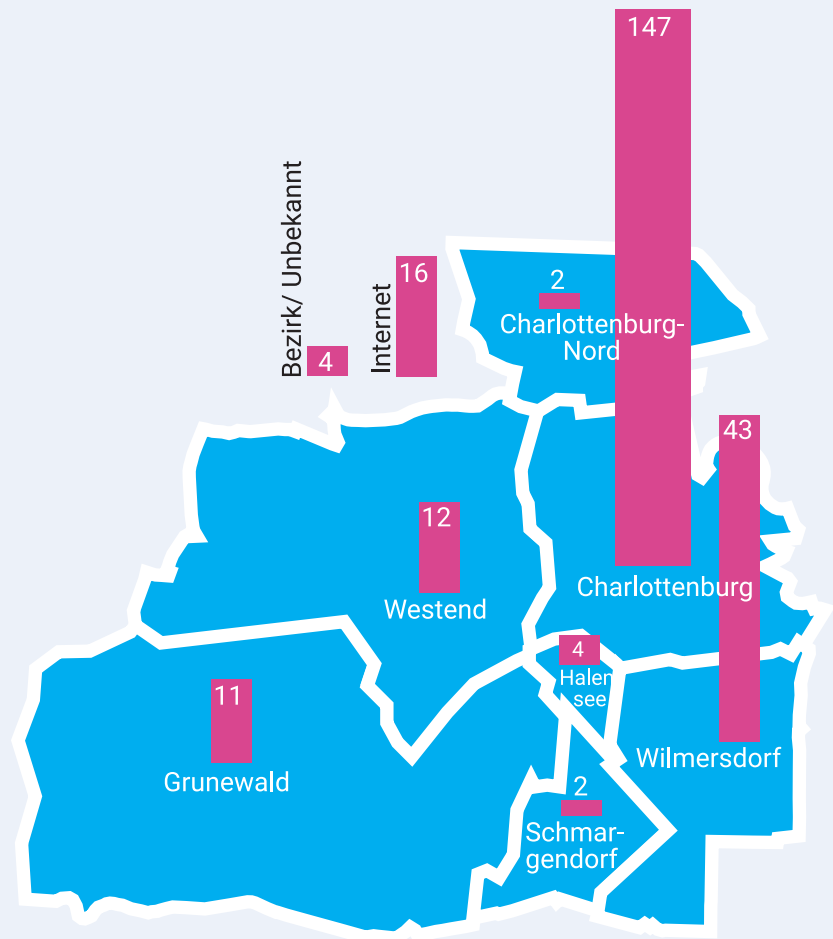 147
Bezirk/ Unbekannt
4
Internet
16
2
Charlottenburg-
Nord
43
12
Westend
Charlottenburg
4
Halen
see
11
Grunewald
Wilmersdorf
2
Schmar-
gendorf